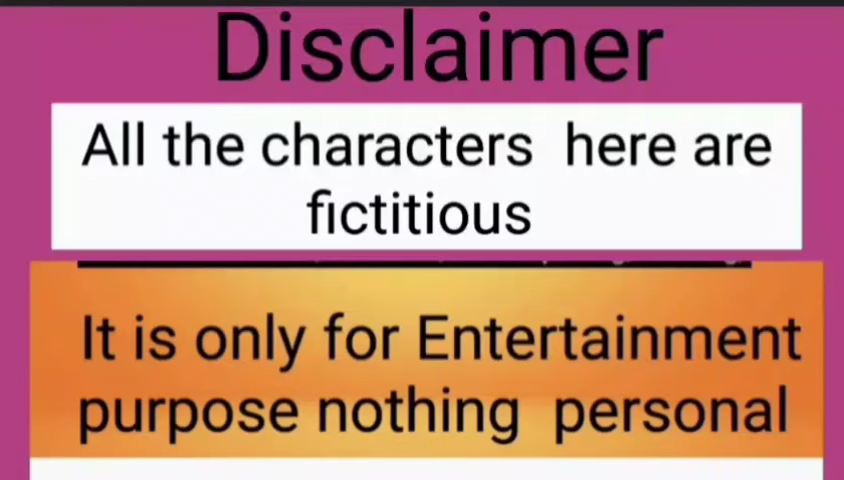 Disclaimer
All the characters here are
fictitious
It is only for Entertainment
purpose nothing personal